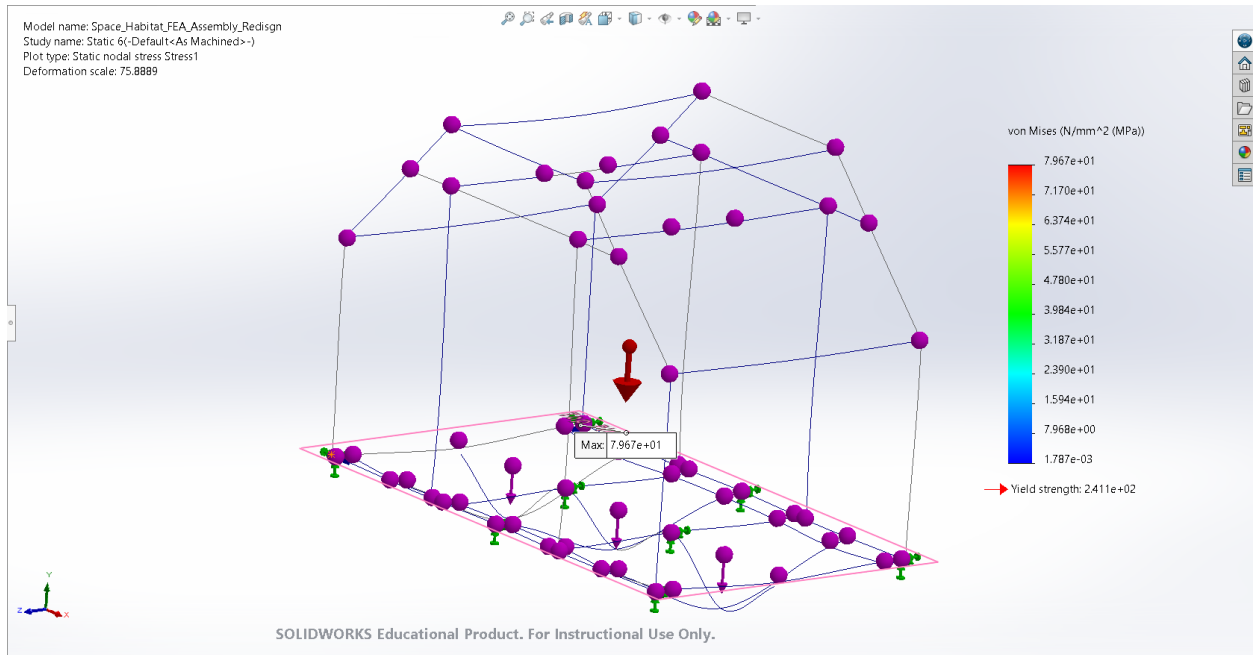 Model name: Space_Habitat_FEA_Assembly_Redisgn
Study name: Static 6(-Default<As Machined>-)
Plot type: Static nodal stress Stress1
Deformation scale: 75.8889
von Mises (N/mm^2 (MPa))
7.967e+01
7.170e+01
6.374e+01
5.577e+01
4.780e+01
3.984e+01
3.187e+01
2.390e+01
1.594e+01
7.968e+00
1.787e-03
Yield strength: 2.411e+02
Max: 7.967e+01
Y
Z
X
SOLIDWORKS Educational Product. For Instructional Use Only.